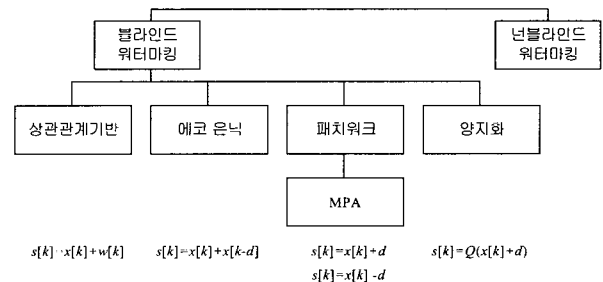 블라인드
워터마킹
넌블라인드
워터마킹
상관관계기반
에코 은닉
패치워크
양자화
MPA
s[k]=x[k]+w[k]
s[k]=x[k]+x[k-d]
s[k]=x[k]+d
s[k]=Q(x[k]+d)
s[k]=x[k]-d